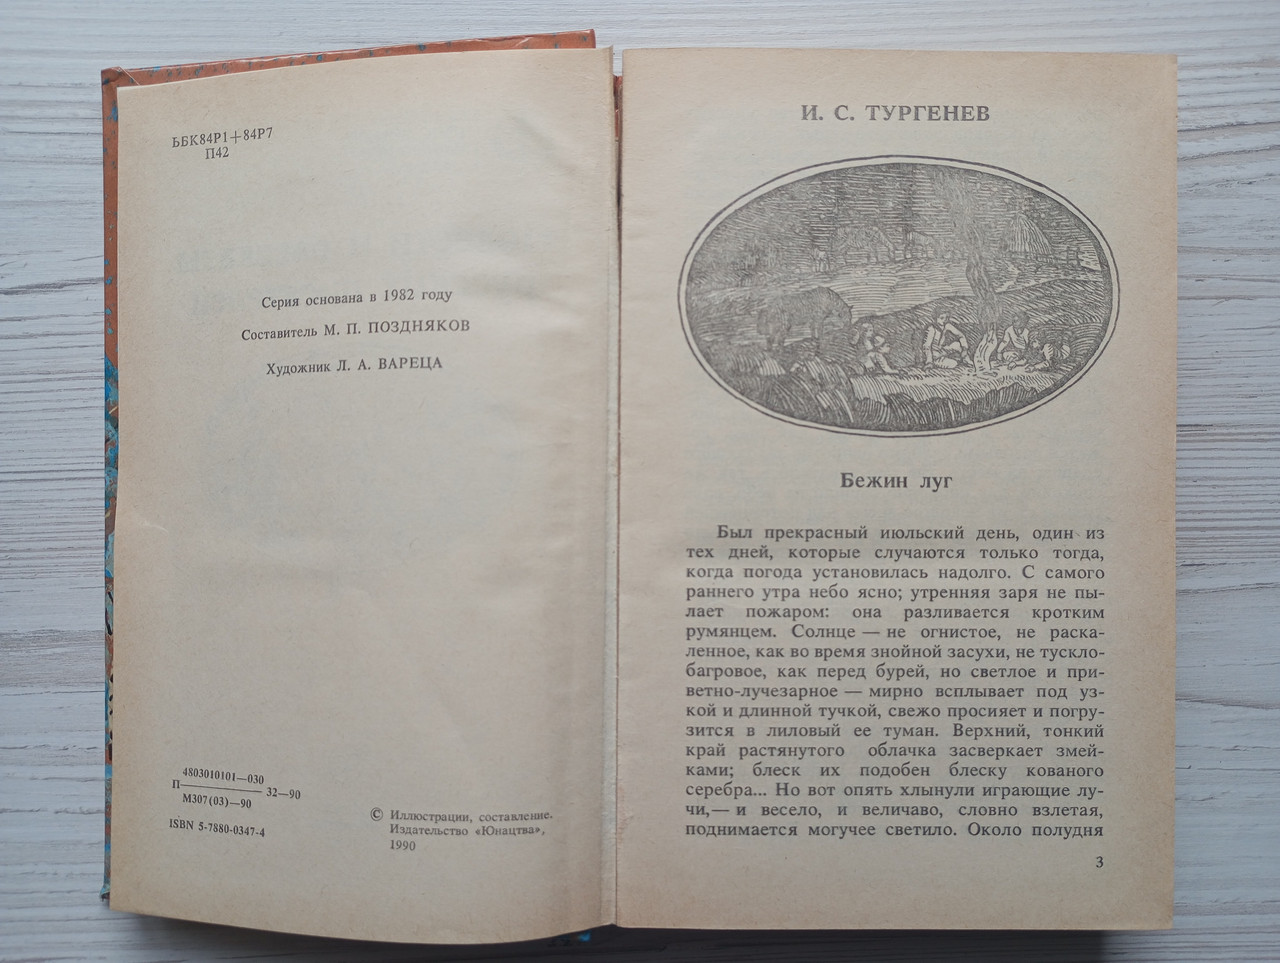 ЬБК84Р1+84Р7
П42
Серия основана в 1982 году
Составитель М. П. ПОЗДНЯКОВ
Художник Л. А. ВАРЕЦА
4803010101—030
П—————— 32—90
М307(03)—90
ISBN 5-7880-0347-4
© Иллюстрации, составление.
Издательство «Юнацтва»,
1990
И. С. ТУРГЕНЕВ
Бежин луг
Был прекрасный июльский день, один из
тех дней, которые случаются только тогда,
когда погода установилась надолго. С самого
раннего утра небо ясно; утренняя заря не пы-
лает пожаром: она разливается кротким
румянцем. Солнце — не огнистое, не раска-
ленное, как во время знойной засухи, не тускло-
багровое, как перед бурей, но светлое и при-
ветно-лучезарное — мирно всплывает под уз-
кой и длинной тучкой, свежо просияет и погру-
зится в лиловый ее туман. Верхний, тонкий
край растянутого облачка засверкает змей-
ками; блеск их подобен блеску кованого
серебра... Но вот опять хлынули играющие лу-
чи,— и весело, и величаво, словно взлетая,
поднимается могучее светило. Около полудня
3